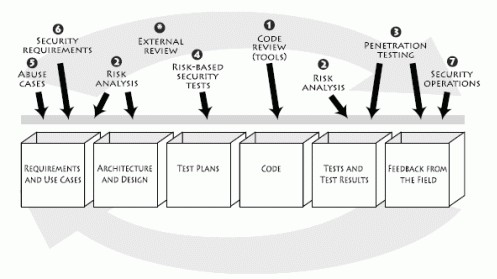 6
SECURITY
REQUIREMENTS
*
EXTERNAL
REVIEW
1
CODE
REVIEW
(TOOLS)
3
PENETRATION
TESTING
5
ABUSE
CASES
2
RISK
ANALYSIS
4
RISK-BASED
SECURITY
TESTS
2
RISK
ANALYSIS
7
SECURITY
OPERATIONS
REQUIREMENTS
AND USE CASES
ARCHITECTURE
AND DESIGN
TEST PLANS
CODE
TESTS AND
TEST RESULTS
FEEDBACK FROM
THE FIELD